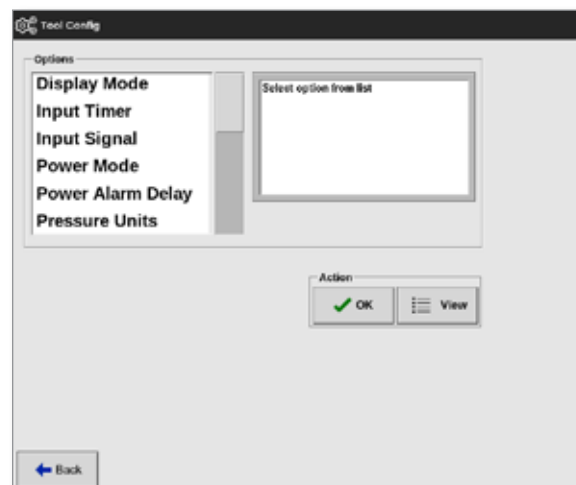 Tool Config
Options
Display Mode
Input Timer
Input Signal
Power Mode
Power Alarm Delay
Pressure Units
Select option from list
Action
OK
View
Back